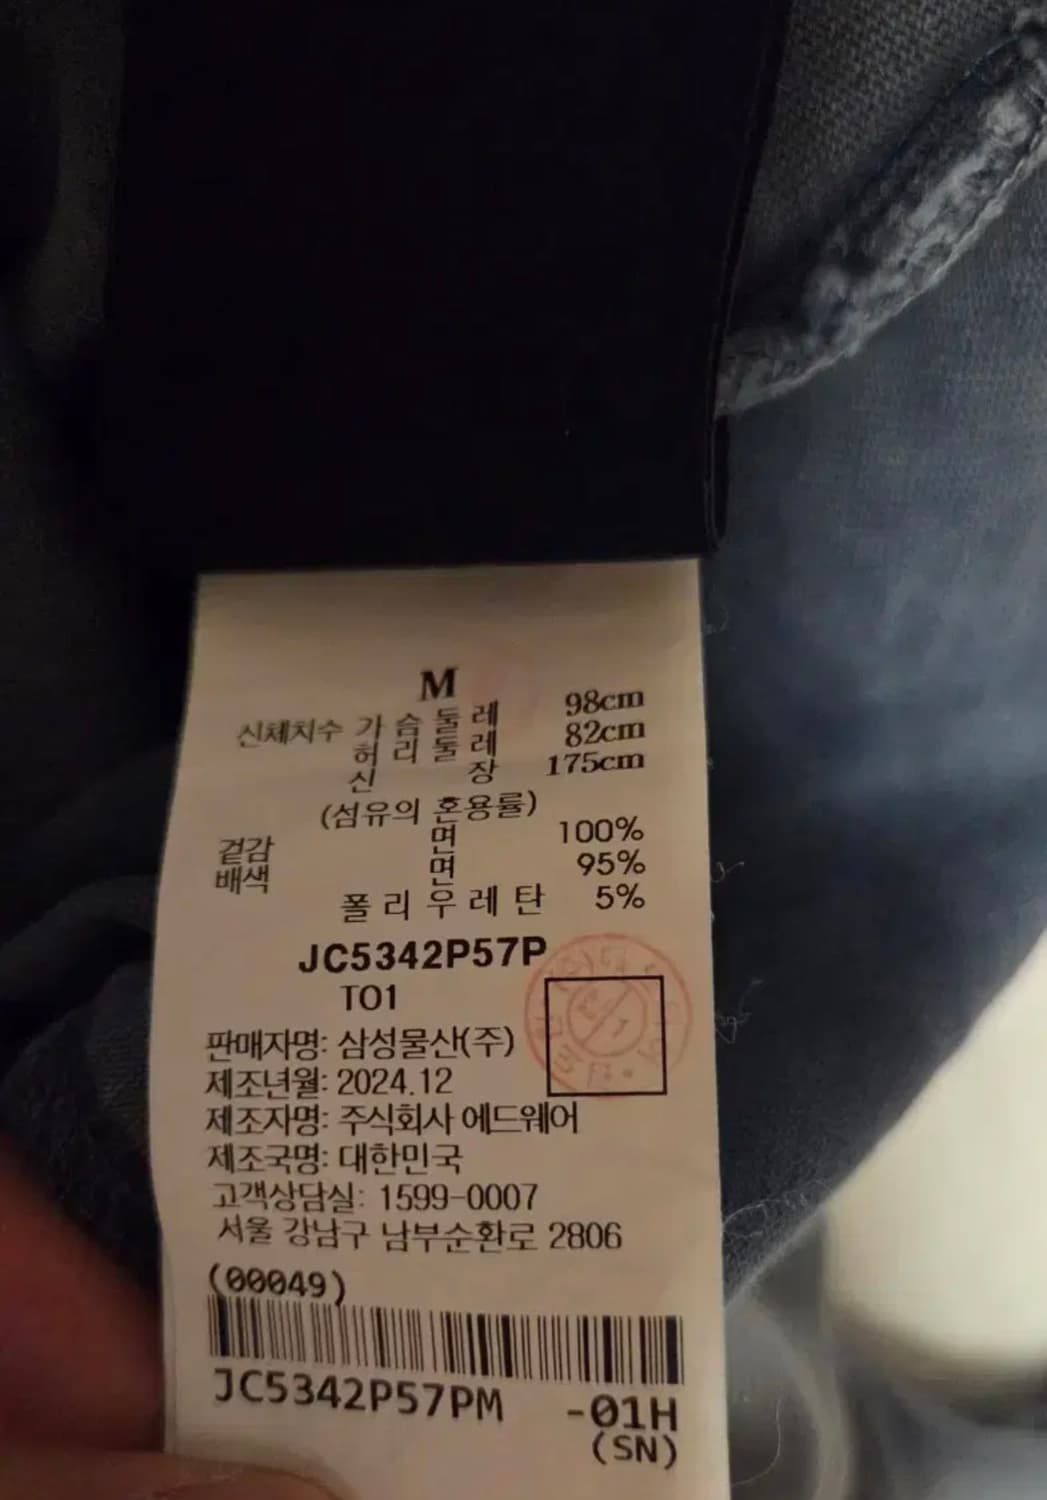 M
신체치수 가슴둘레 98cm
허리둘레 82cm
신장 175cm
(섬유의 혼용률)
겉감 면 100%
배색 면 95%
폴리우레탄 5%
JC5342P57P
TO1
판매자명: 삼성물산(주)
제조년월: 2024.12
제조자명: 주식회사 에드웨어
제조국명: 대한민국
고객상담실: 1599-0007
서울 강남구 남부순환로 2806
(00049)
JC5342P57PM -01H
(SN)